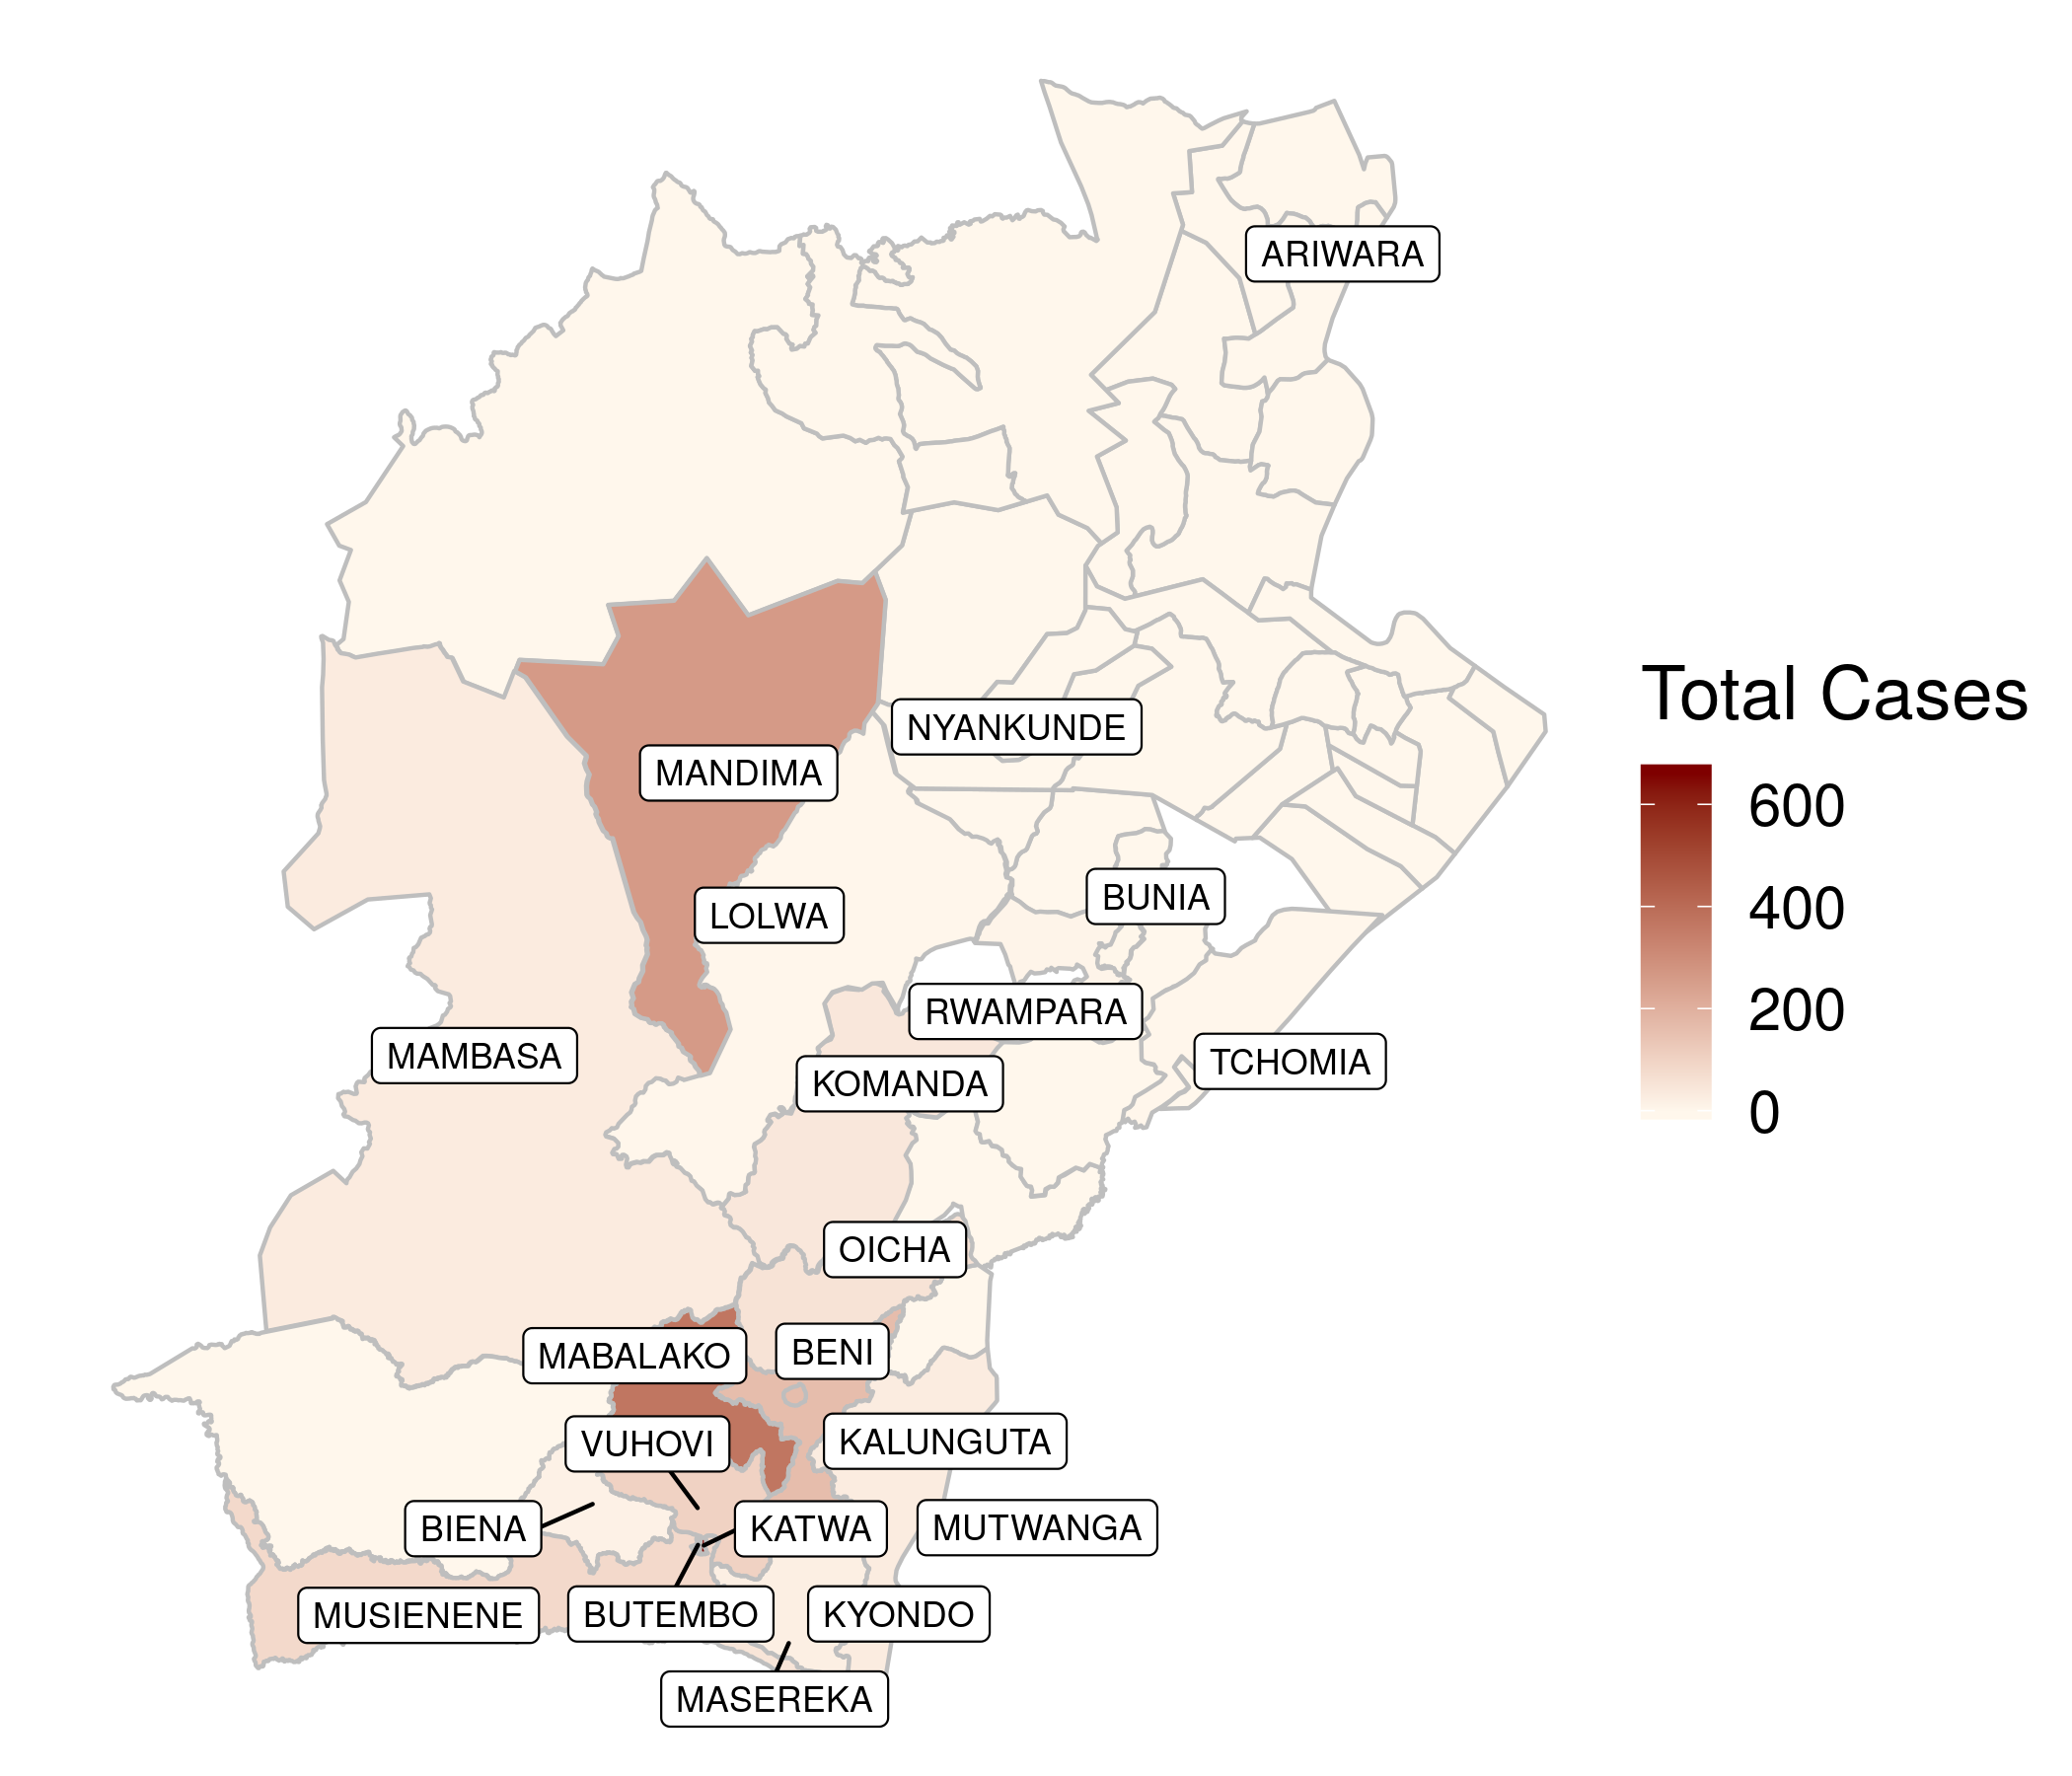 ARIWARA
NYANKUNDE
MANDIMA
BUNIA
LOLWA
RWAMPARA
MAMBASA
TCHOMIA
KOMANDA
OICHA
MABALAKO
BENI
VUHOVI
KALUNGUTA
BIENA
KATWA
MUTWANGA
MUSIENENE
BUTEMBO
KYONDO
MASEREKA
Total Cases
600
400
200
0